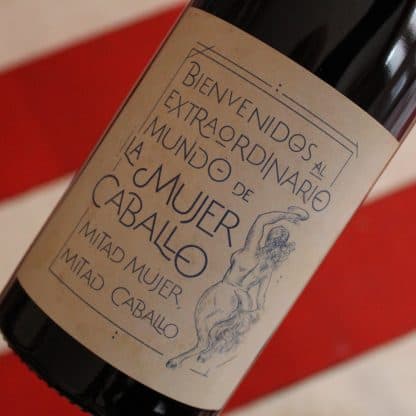 BIENVENIDOS AL
EXTRAORDINARIO
MUNDO DE
LA MUJER
CABALLO
MITAD MUJER,
MITAD CABALLO